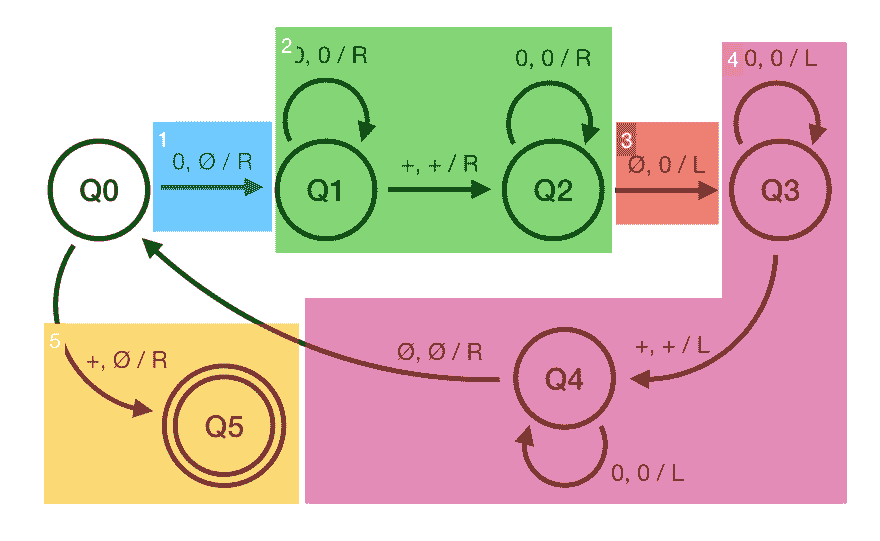 2
0, 0 / R
0, 0 / R
4
0, 0 / L
1
0, Ø / R
+, + / R
3
Ø, 0 / L
Q0
Q1
Q2
Q3
5
+, Ø / R
Ø, Ø / R
+, + / L
Q4
Q5
0, 0 / L